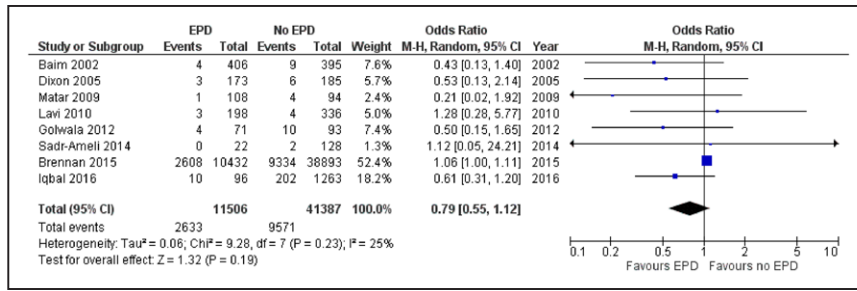 EPD No EPD Odds Ratio Odds Ratio
Study or Subgroup Events Total Events Total Weight M-H, Random, 95% CI Year M-H, Random, 95% CI
Baim 2002 4 406 9 395 7.6% 0.43 [0.13, 1.40] 2002
Dixon 2005 3 173 6 185 5.5% 0.53 [0.13, 2.14] 2005
Matar 2009 1 108 4 94 2.4% 0.21 [0.02, 1.92] 2009
Lavi 2010 3 198 4 336 5.0% 1.28 [0.28, 5.77] 2010
Golwala 2012 4 71 10 93 7.5% 0.50 [0.15, 1.65] 2012
Sadr-Ameli 2014 0 22 2 128 1.3% 1.12 [0.05, 24.21] 2014
Brennan 2015 2608 10432 9334 38893 52.4% 1.06 [1.00, 1.11] 2015
Iqbal 2016 10 96 202 1263 18.2% 0.61 [0.31, 1.20] 2016
Total (95% CI) 11506 41387 100.0% 0.79 [0.55, 1.12]
Total events 2633 9571
Heterogeneity: Tau² = 0.06; Chi² = 9.28, df = 7 (P = 0.23); I² = 25%
Test for overall effect: Z = 1.32 (P = 0.19)
0.1 0.2 0.5 1 2 5 10
Favours EPD Favours no EPD